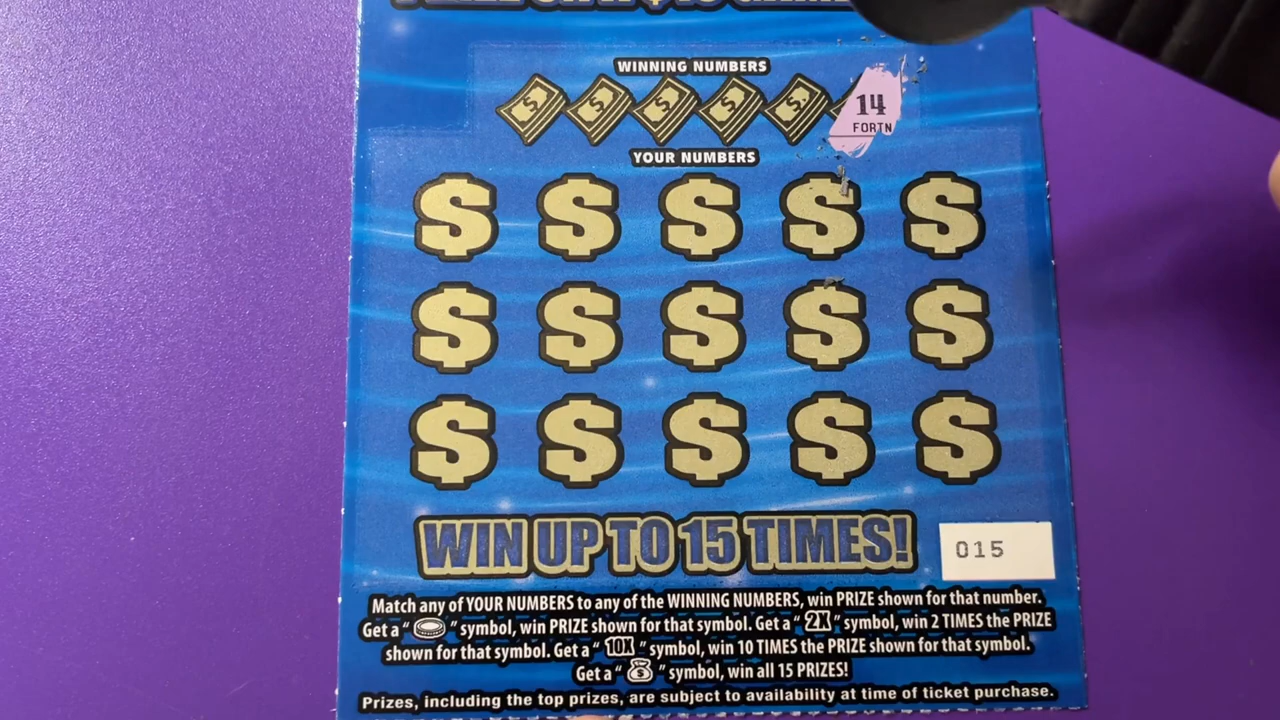 WINNING NUMBERS
14
FORTN
YOUR NUMBERS
WIN UP TO 15 TIMES!
015
Match any of YOUR NUMBERS to any of the WINNING NUMBERS, win PRIZE shown for that number.
Get a " " symbol, win PRIZE shown for that symbol. Get a " 2X " symbol, win 2 TIMES the PRIZE
shown for that symbol. Get a " 10X " symbol, win 10 TIMES the PRIZE shown for that symbol.
Get a " " symbol, win all 15 PRIZES!
Prizes, including the top prizes, are subject to availability at time of ticket purchase.